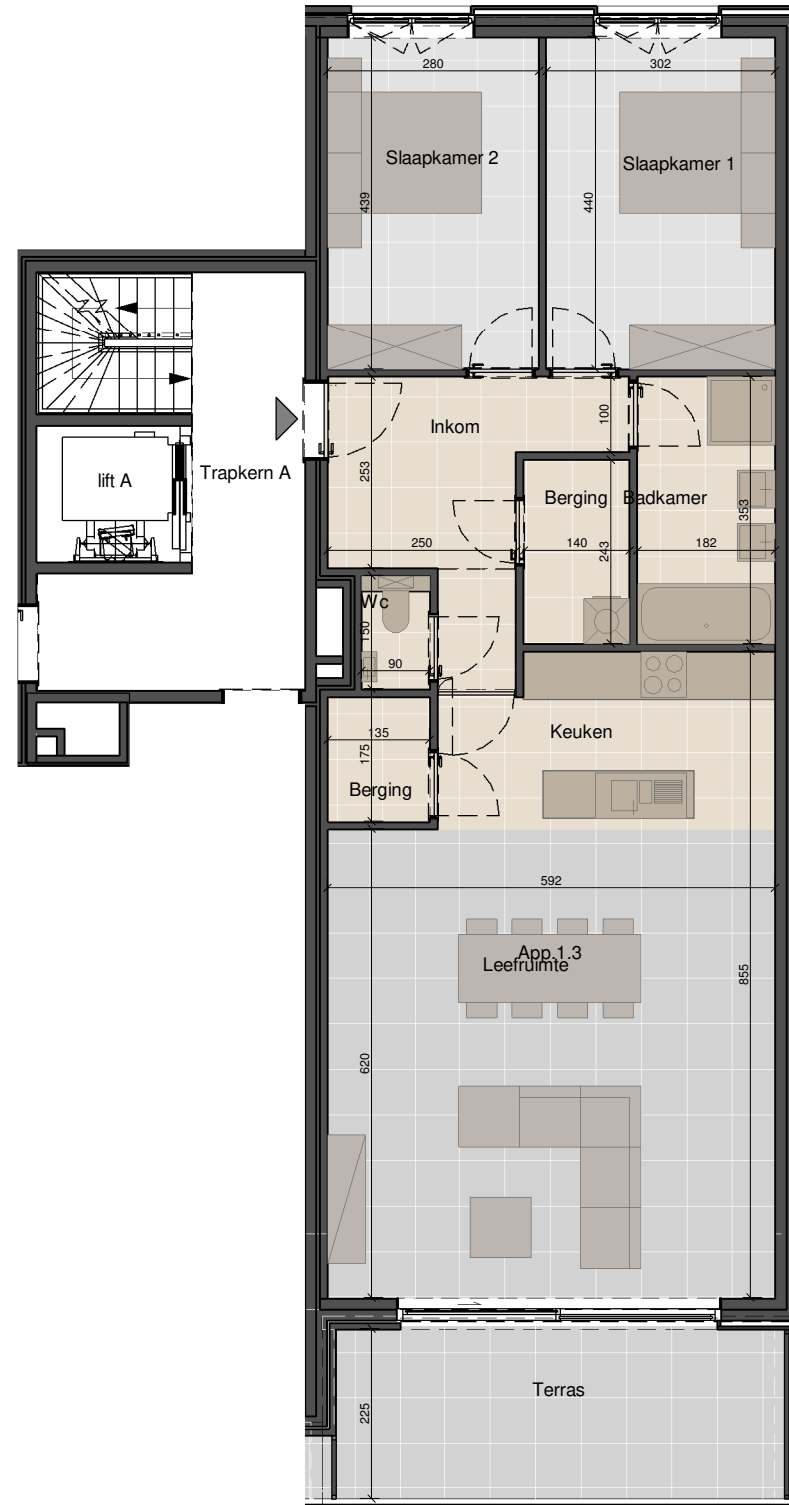 280
302
Slaapkamer 2
Slaapkamer 1
439
440
Inkom
100
253
lift A
Trapkern A
Berging
Badkamer
353
250
140
243
182
Wc
150
90
135
175
Keuken
Berging
592
App.1.3
Leefruimte
855
620
Terras
225